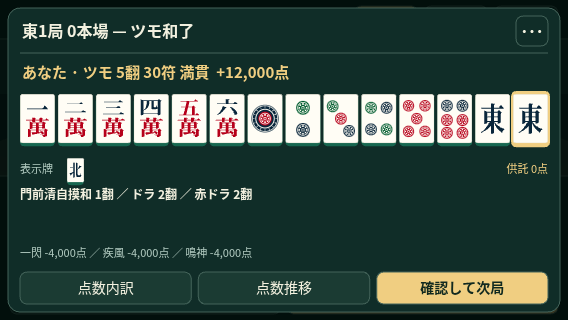 東1局 0本場 — ツモ和了
…
あなた・ツモ 5翻 30符 満貫 +12,000点
一萬 二萬 三萬 四萬 五萬 六萬 東 東
表示牌 北 供託 0点
門前清自摸和 1翻 ／ ドラ 2翻 ／ 赤ドラ 2翻
一閃 -4,000点 ／ 疾風 -4,000点 ／ 鳴神 -4,000点
点数内訳 点数推移 確認して次局